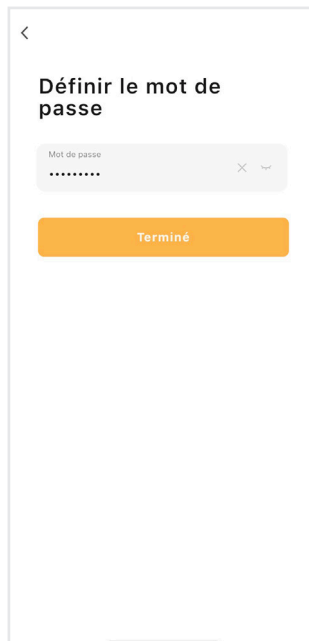 Définir le mot de
passe
Mot de passe
•••••••••
Terminé